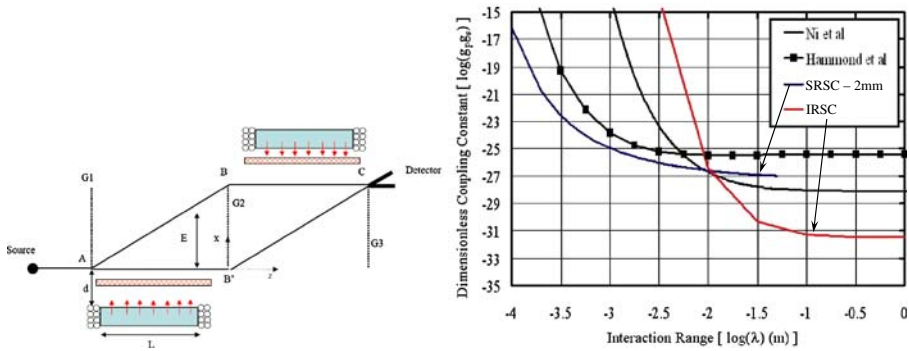 Source
G1
A
d
L
B
E
G2
x
z
B'
C
Detector
G3
Dimensionless Coupling Constant [ log(gₚgₛ) ]
-15
-17
-19
-21
-23
-25
-27
-29
-31
-33
-35
Ni et al
Hammond et al
SRSC – 2mm
IRSC
-4 -3.5 -3 -2.5 -2 -1.5 -1 -0.5 0
Interaction Range [ log(λ) (m) ]